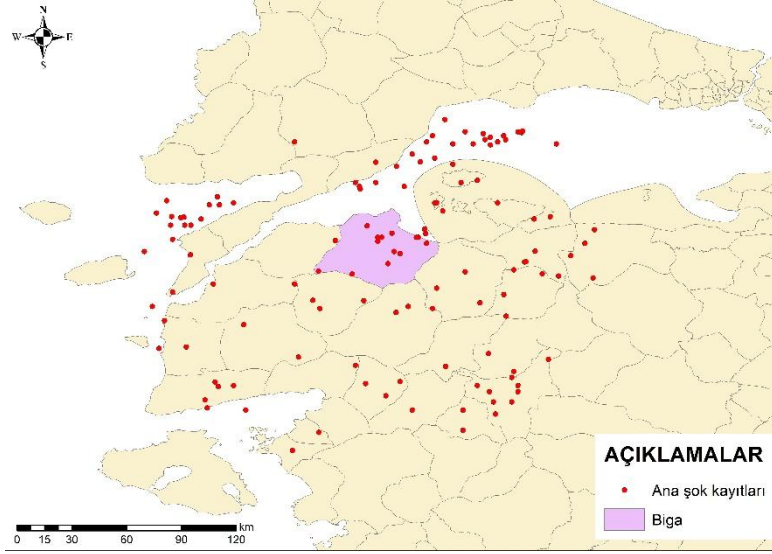 N
W E
S
AÇIKLAMALAR
Ana şok kayıtları
Biga
km
0 15 30 60 90 120